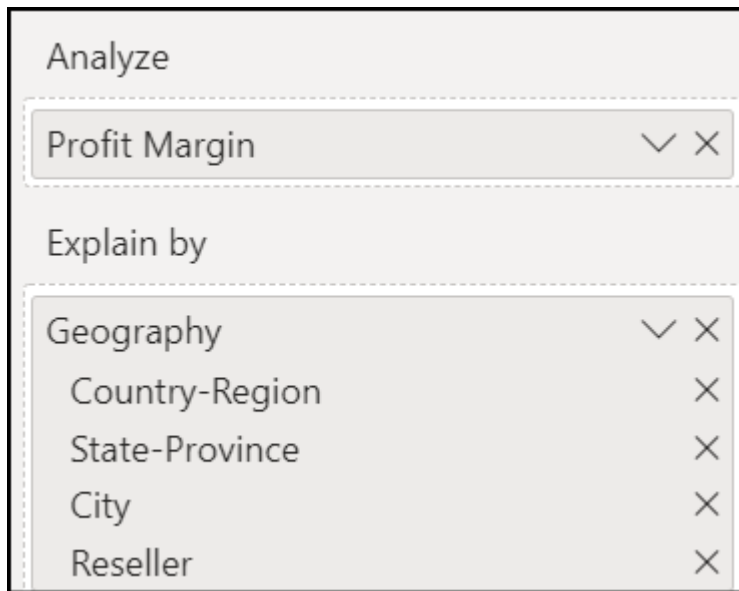 Analyze
Profit Margin
Explain by
Geography
Country-Region
State-Province
City
Reseller